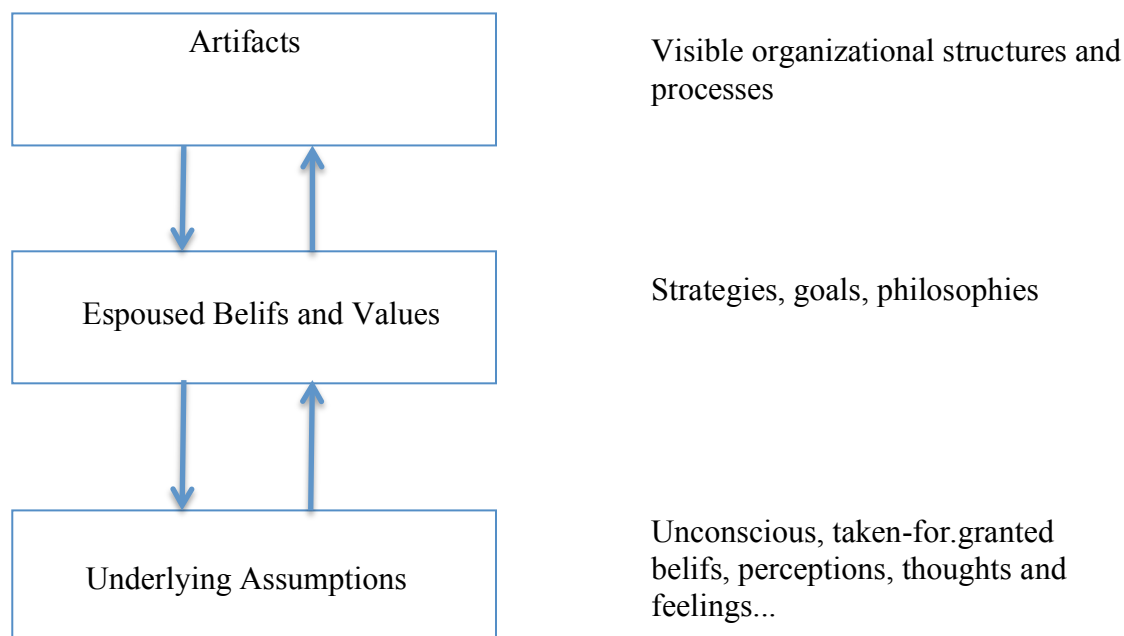 Artifacts
Visible organizational structures and
processes
Espoused Belifs and Values
Strategies, goals, philosophies
Underlying Assumptions
Unconscious, taken-for.granted
belifs, perceptions, thoughts and
feelings...